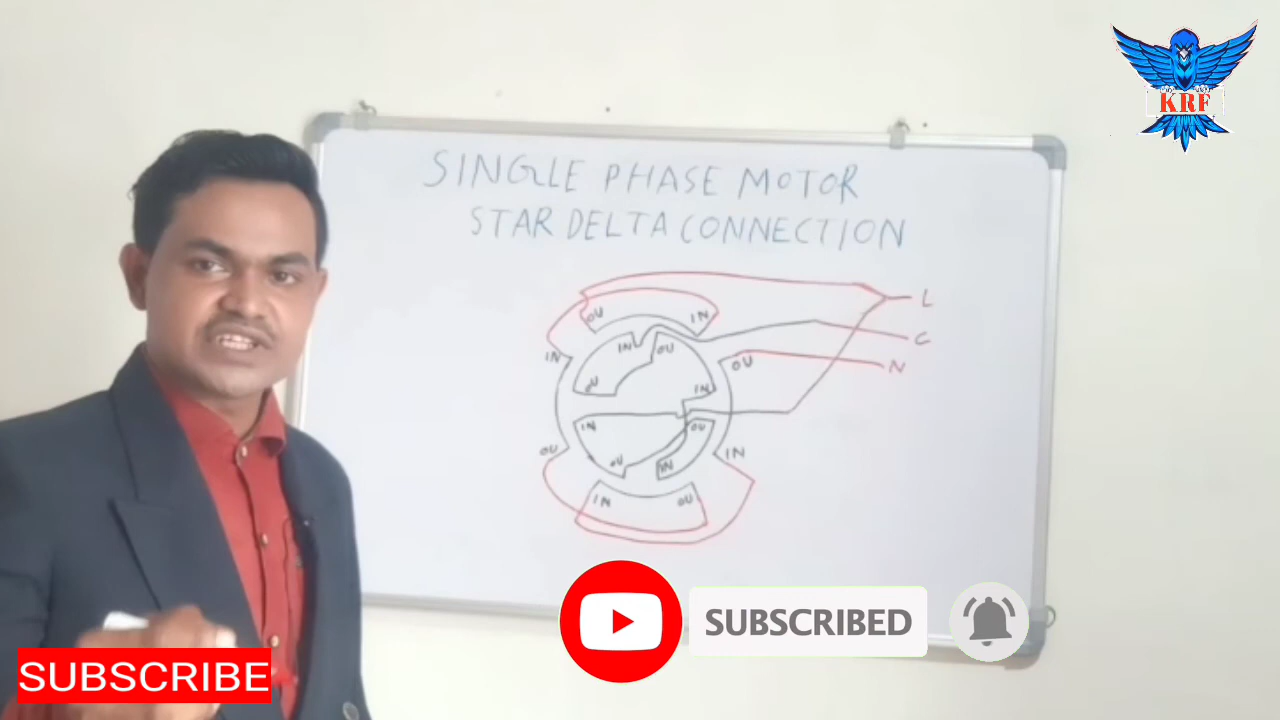 KRF
SINGLE PHASE MOTOR
STAR DELTA CONNECTION
L
OU
IN
C
IN
IN
OU
OU
N
OU
IN
IN
OU
OU
IN
OU
IN
IN
OU
SUBSCRIBED
SUBSCRIBE